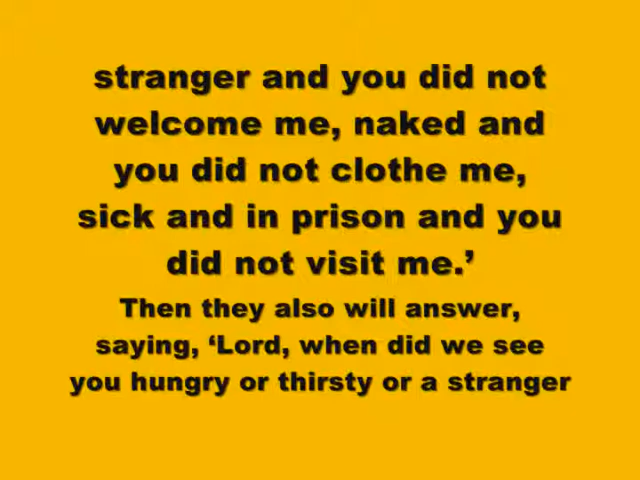 stranger and you did not
welcome me, naked and
you did not clothe me,
sick and in prison and you
did not visit me.’
Then they also will answer,
saying, ‘Lord, when did we see
you hungry or thirsty or a stranger